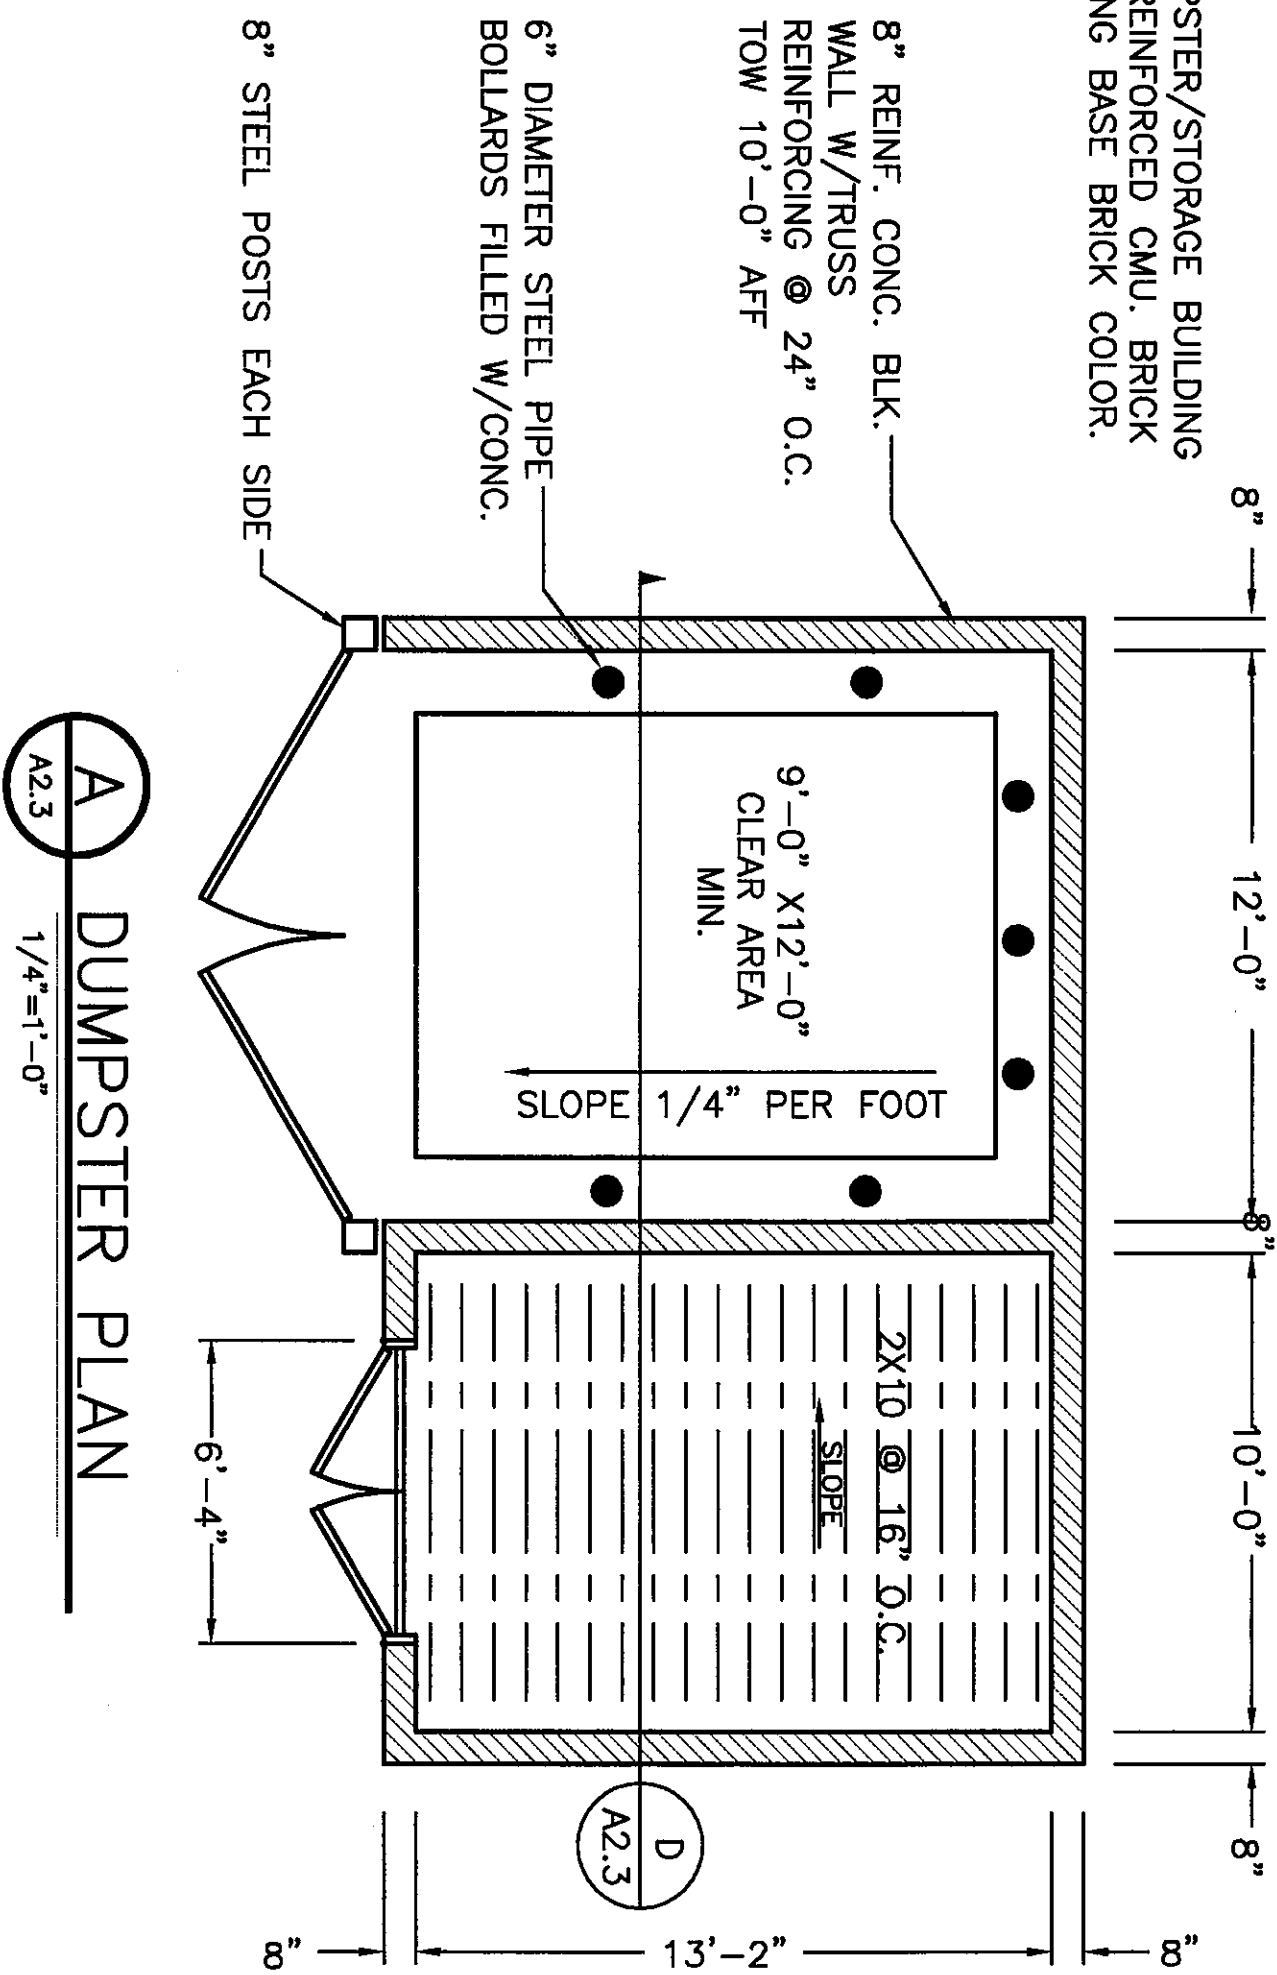 PSTER/STORAGE BUILDING
REINFORCED CMU. BRICK
NG BASE BRICK COLOR.
8" REINF. CONC. BLK.
WALL W/TRUSS
REINFORCING @ 24" O.C.
TOW 10'-0" AFF
6" DIAMETER STEEL PIPE
BOLLARDS FILLED W/CONC.
8" STEEL POSTS EACH SIDE
8"
12'-0"
8"
10'-0"
8"
9'-0" X12'-0"
CLEAR AREA
MIN.
SLOPE 1/4" PER FOOT
2X10 @ 16" O.C.
SLOPE
6'-4"
D
A2.3
8"
13'-2"
8"
A
A2.3
DUMPSTER PLAN
1/4"=1'-0"